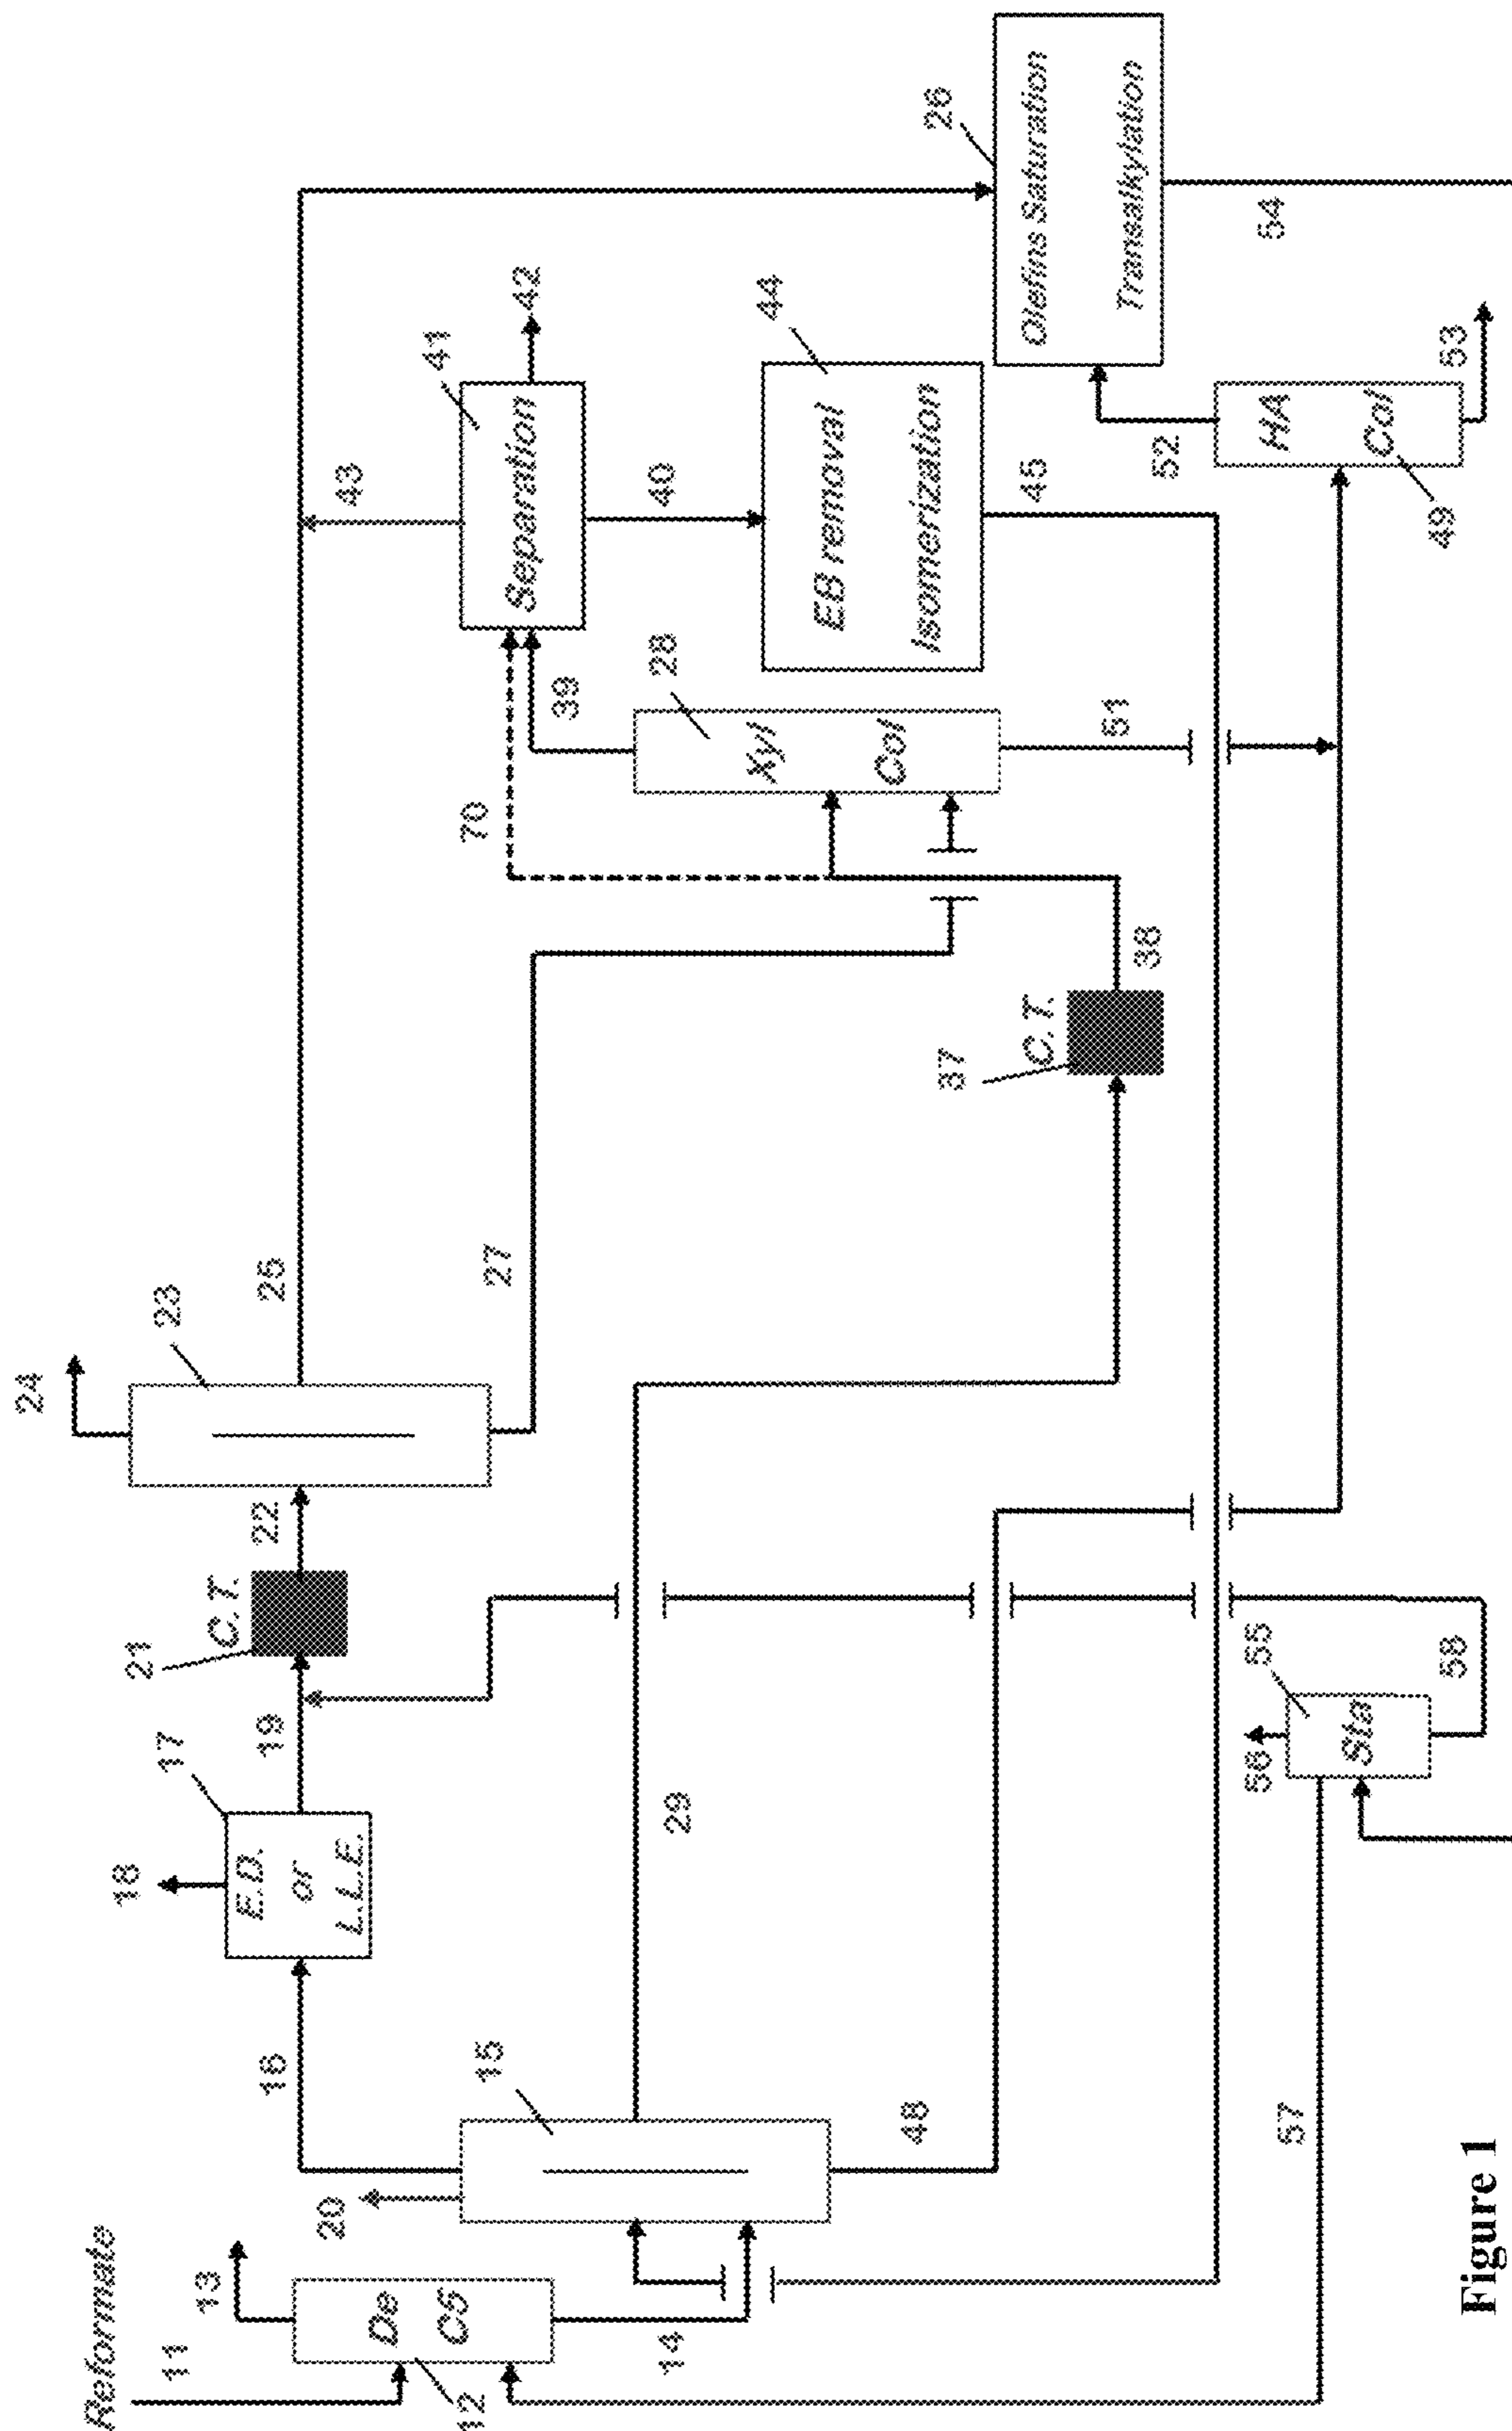 24
Reformate
11
18
21
C.T.
23
17
13
E.D.
or
L.L.E.
16
19
22
25
20
43
41
De
C5
12
15
27
70
Separation
42
39
40
14
29
28
Xyl
Col
44
EB removal
Isomerization
48
37
C.T.
38
26
Olefins Saturation
Transalkylation
45
51
52
54
57
56
55
Sta
HA
Col
49
58
53
Figure 1